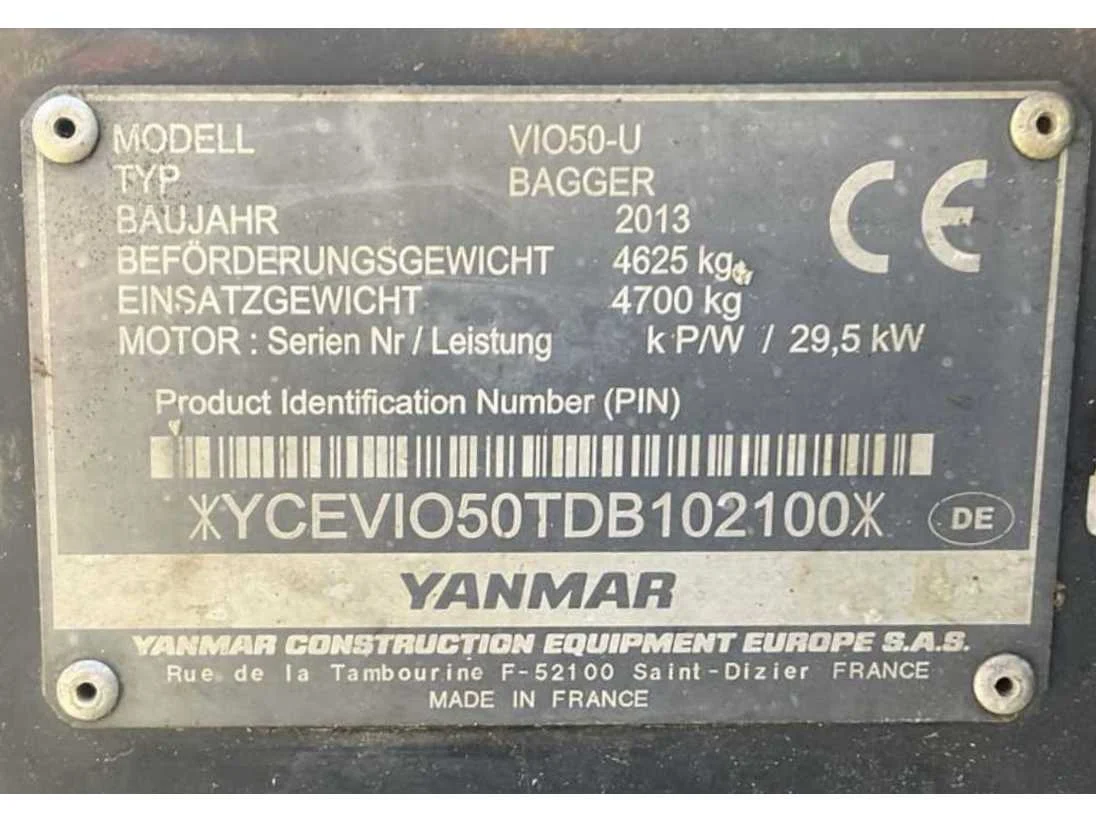 MODELL VIO50-U
TYP BAGGER
BAUJAHR 2013
BEFÖRDERUNGSGEWICHT 4625 kg
EINSATZGEWICHT 4700 kg
MOTOR : Serien Nr / Leistung k P/W / 29,5 kW
CE
Product Identification Number (PIN)
*YCEVIO50TDB102100*
DE
YANMAR
YANMAR CONSTRUCTION EQUIPMENT EUROPE S.A.S.
Rue de la Tambourine F-52100 Saint-Dizier FRANCE
MADE IN FRANCE